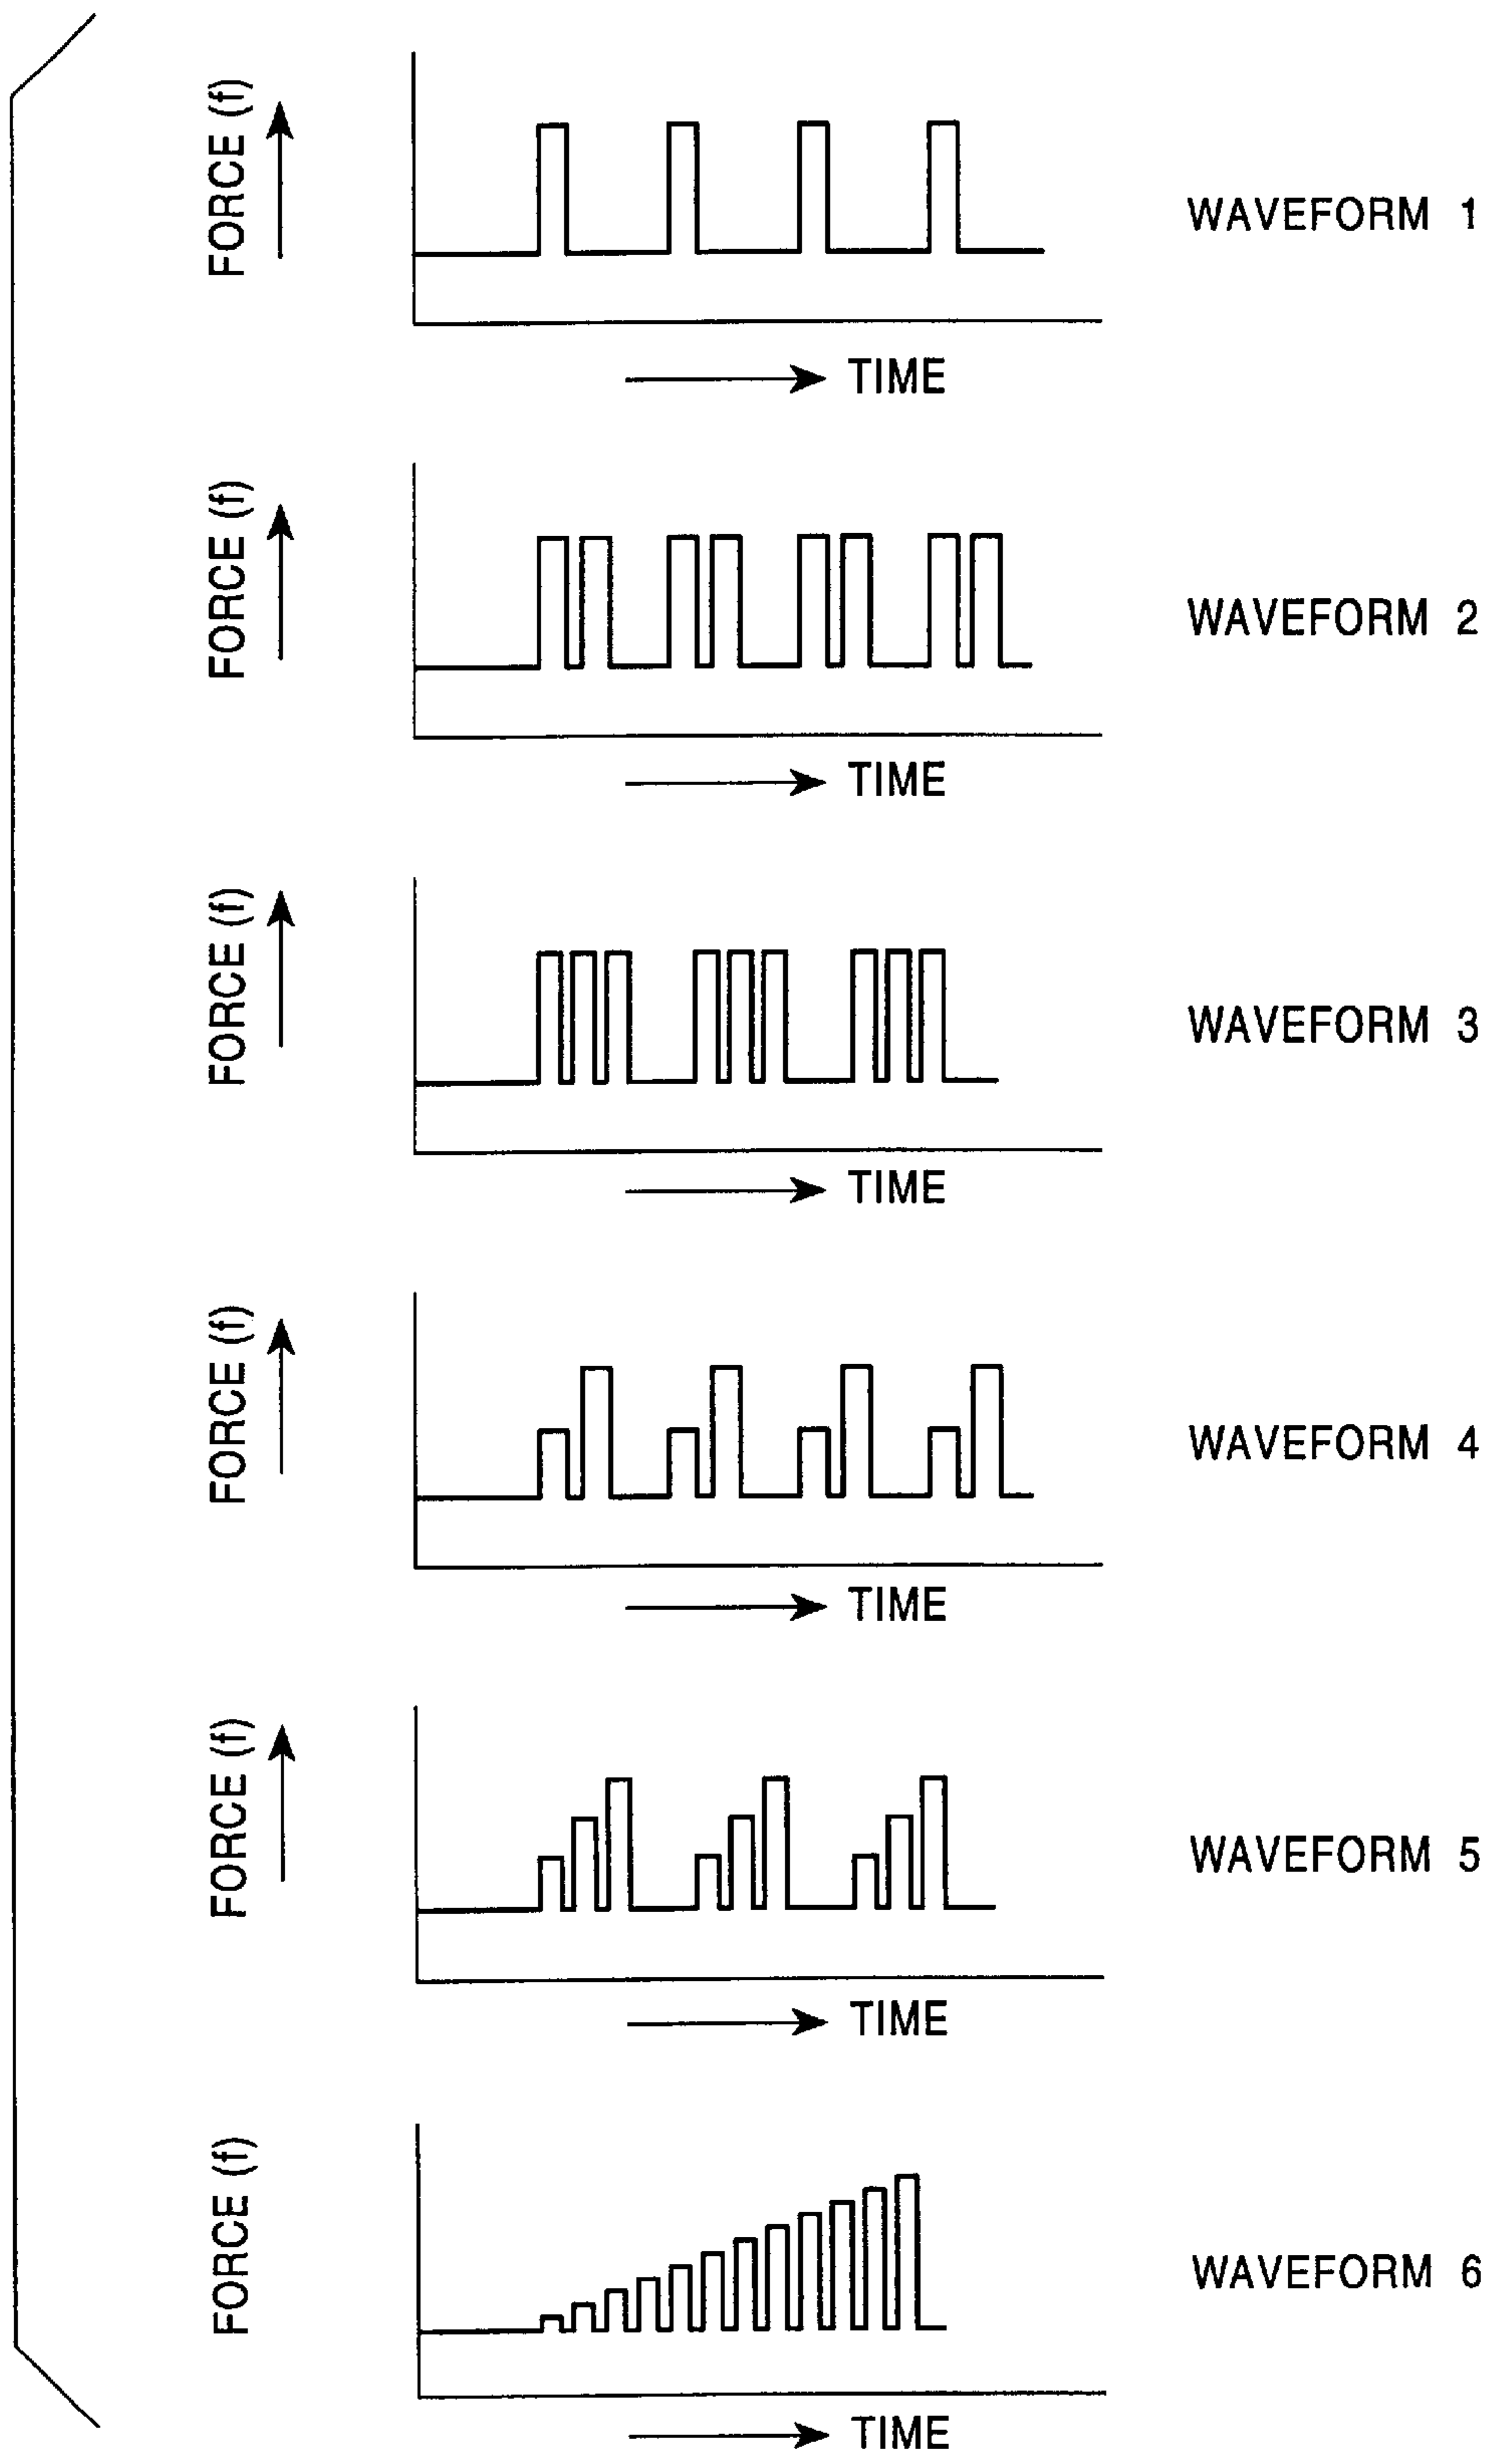 FORCE (f)
WAVEFORM 1
TIME
FORCE (f)
WAVEFORM 2
TIME
FORCE (f)
WAVEFORM 3
TIME
FORCE (f)
WAVEFORM 4
TIME
FORCE (f)
WAVEFORM 5
TIME
FORCE (f)
WAVEFORM 6
TIME